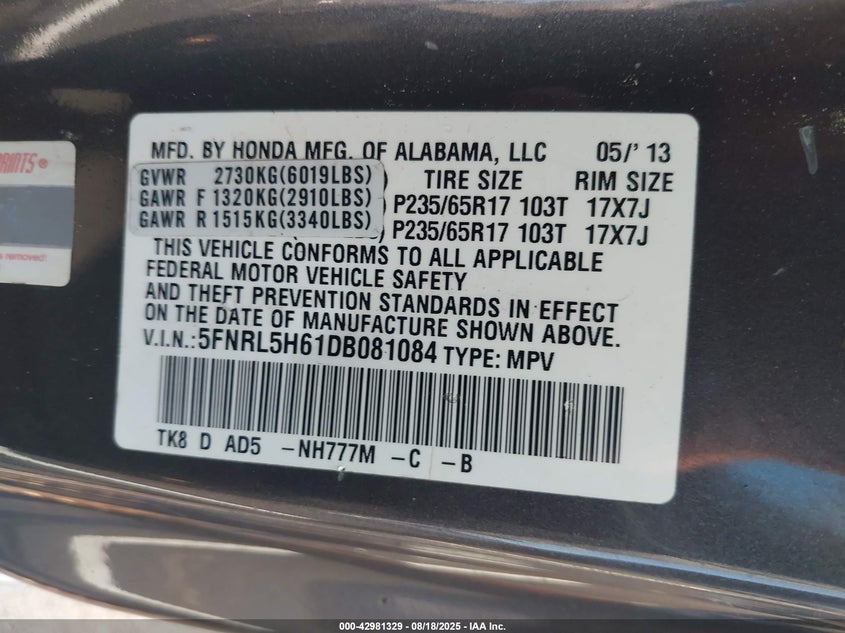 MFD. BY HONDA MFG. OF ALABAMA, LLC 05/' 13
GVWR 2730KG(6019LBS) ) TIRE SIZE RIM SIZE
GAWR F 1320KG(2910LBS) P235/65R17 103T 17X7J
GAWR R 1515KG(3340LBS) P235/65R17 103T 17X7J
THIS VEHICLE CONFORMS TO ALL APPLICABLE
FEDERAL MOTOR VEHICLE SAFETY
AND THEFT PREVENTION STANDARDS IN EFFECT
ON THE DATE OF MANUFACTURE SHOWN ABOVE.
V.I.N.:5FNRL5H61DB081084 TYPE: MPV
TK8 D AD5 -NH777M -C -B
removed!
000-42981329 - 08/18/2025 - IAA Inc.